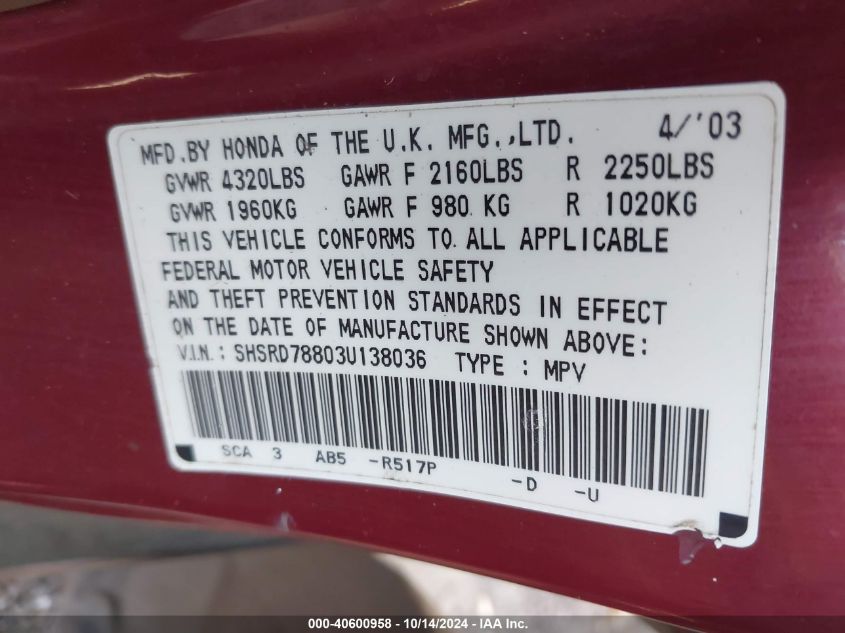 MFD.BY HONDA OF THE U.K. MFG.,LTD. 4/'03
GVWR 4320LBS GAWR F 2160LBS R 2250LBS
GVWR 1960KG GAWR F 980 KG R 1020KG
THIS VEHICLE CONFORMS TO ALL APPLICABLE
FEDERAL MOTOR VEHICLE SAFETY
AND THEFT PREVENTION STANDARDS IN EFFECT
ON THE DATE OF MANUFACTURE SHOWN ABOVE:
V.I.N.: SHSRD78803U138036 TYPE : MPV
SCA 3 AB5 -R517P -D -U
000-40600958 | 10/14/2024 - IAA Inc.